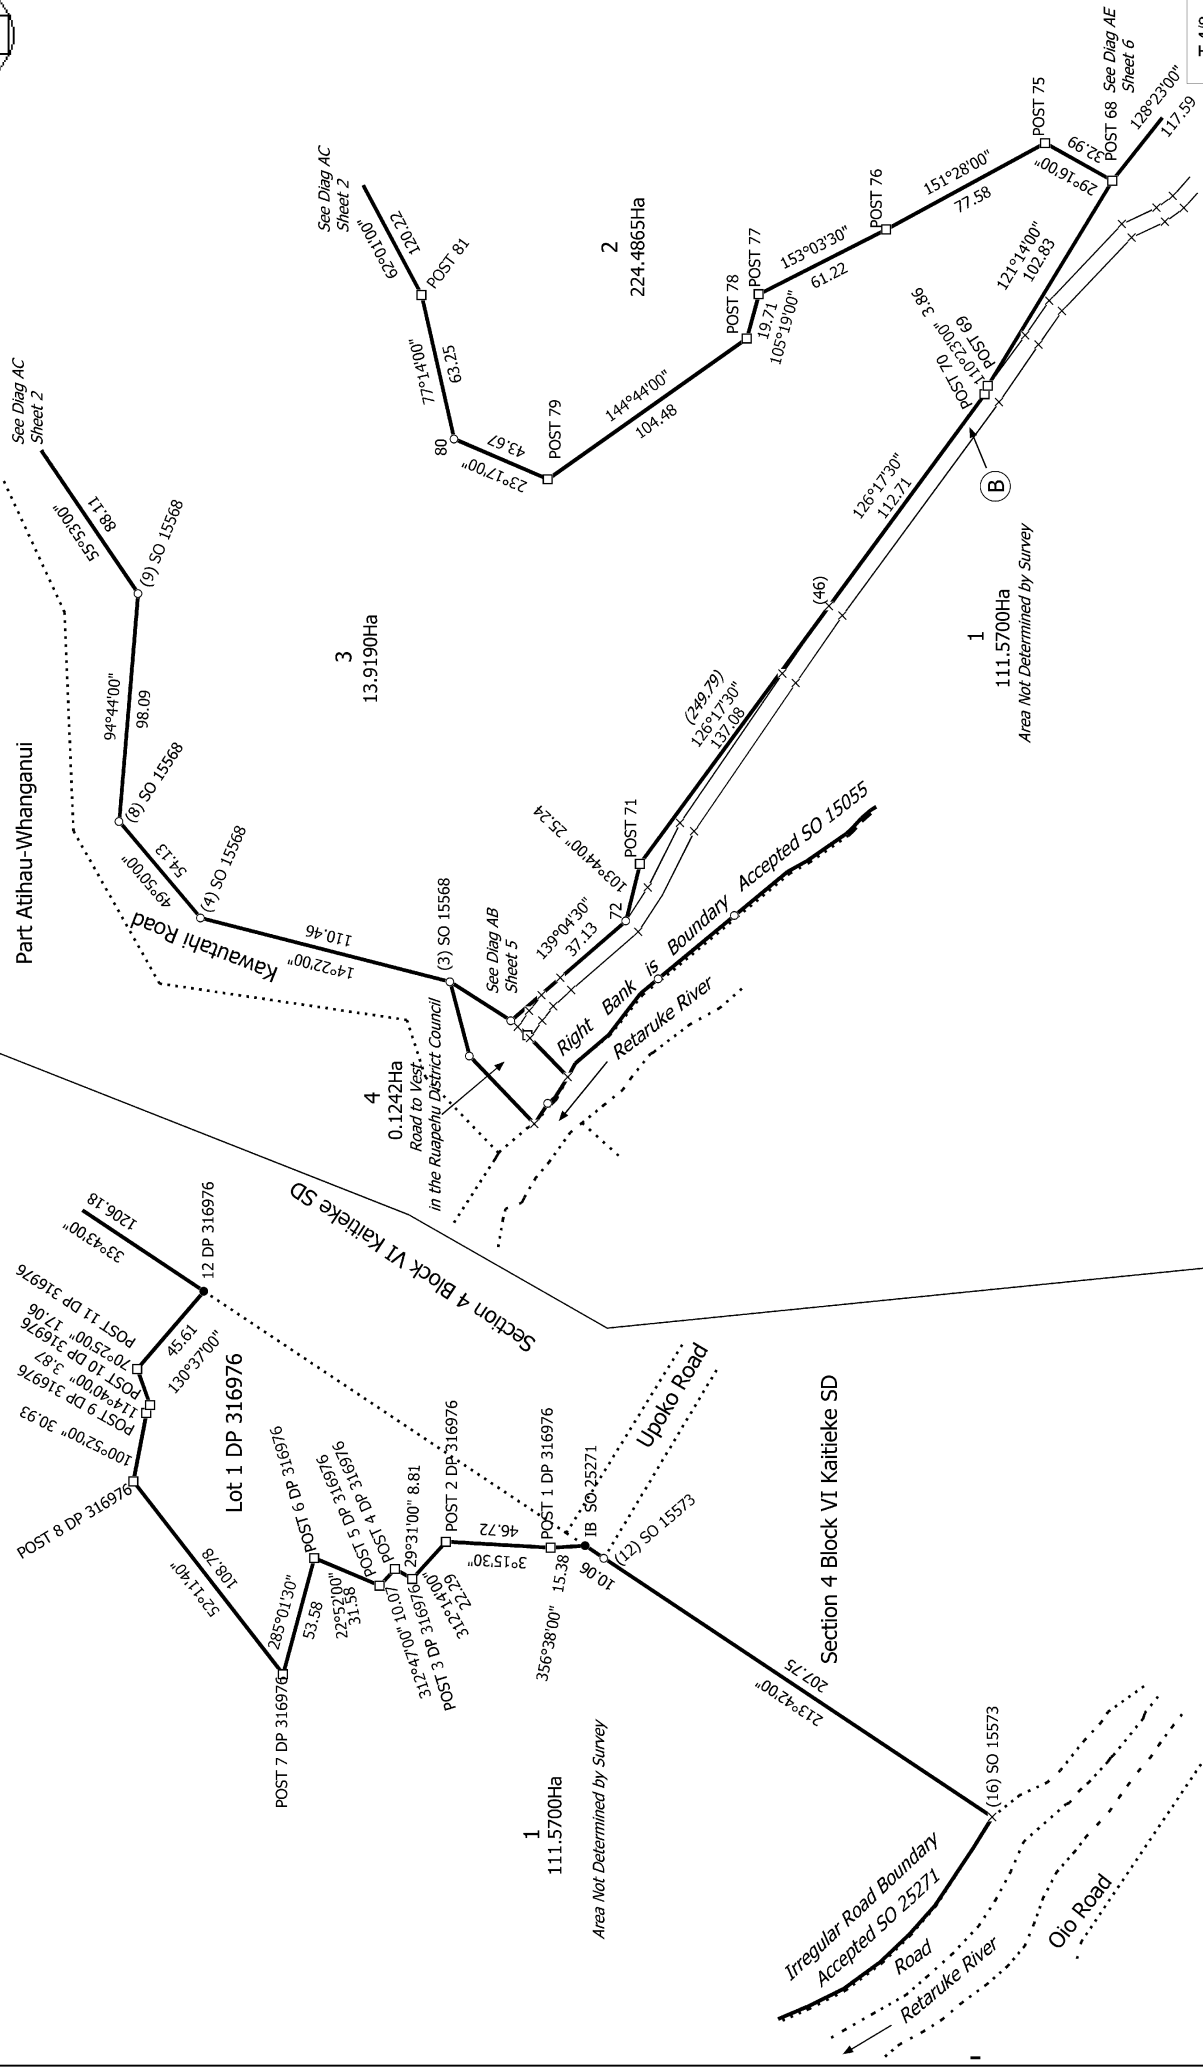 See Diag AC
Sheet 2
See Diag AC
Sheet 2
See Diag AE
Sheet 6
Part Atihau-Whanganui
55°53'00"
88.11
(9) SO 15568
94°44'00"
98.09
(8) SO 15568
49°50'00"
54.13
(4) SO 15568
Kawautahi Road
14°22'00"
110.46
(3) SO 15568
See Diag AB
Sheet 5
3
13.9190Ha
62°01'00"
120.22
POST 81
77°14'00"
63.25
80
23°17'00"
43.67
POST 79
144°44'00"
104.48
POST 78
19.71
105°19'00"
POST 77
153°03'30"
61.22
POST 76
151°28'00"
77.58
POST 75
29°16'00"
32.99
POST 68
128°23'00"
117.59
2
224.4865Ha
121°14'00"
102.83
POST 69
110°23'00" 3.86
POST 70
B
126°17'30"
112.71
(46)
(249.79)
126°17'30"
137.08
POST 71
103°44'00" 25.24
72
139°04'30"
37.13
1
111.5700Ha
Area Not Determined by Survey
Right Bank is Boundary Accepted SO 15055
Retaruke River
4
0.1242Ha
Road to Vest
in the Ruapehu District Council
Section 4 Block VI Kaitieke SD
33°43'00"
1206.18
12 DP 316976
45.61
130°37'00"
POST 11 DP 316976
70°25'00" 17.06
POST 10 DP 316976
114°40'00" 3.87
POST 9 DP 316976
100°52'00" 30.93
POST 8 DP 316976
Lot 1 DP 316976
52°11'40"
108.78
POST 7 DP 316976
285°01'30"
53.58
POST 6 DP 316976
22°52'00"
31.58
POST 5 DP 316976
312°47'00" 10.07
POST 4 DP 316976
29°31'00" 8.81
POST 3 DP 316976
312°14'00"
22.29
POST 2 DP 316976
3°15'30"
46.72
POST 1 DP 316976
356°38'00" 15.38
IB SO 25271
10.06
(12) SO 15573
Upoko Road
213°42'00"
207.75
(16) SO 15573
Section 4 Block VI Kaitieke SD
1
111.5700Ha
Area Not Determined by Survey
Irregular Road Boundary
Accepted SO 25271
Road
Retaruke River
Oio Road